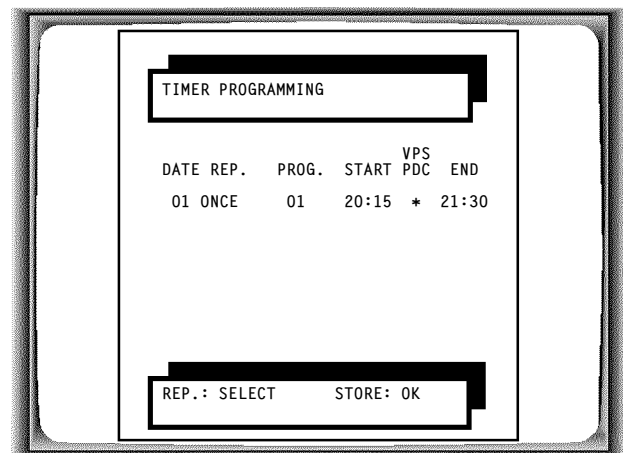 TIMER PROGRAMMING
VPS
DATE REP. PROG. START PDC END
01 ONCE 01 20:15 * 21:30
REP.: SELECT STORE: OK